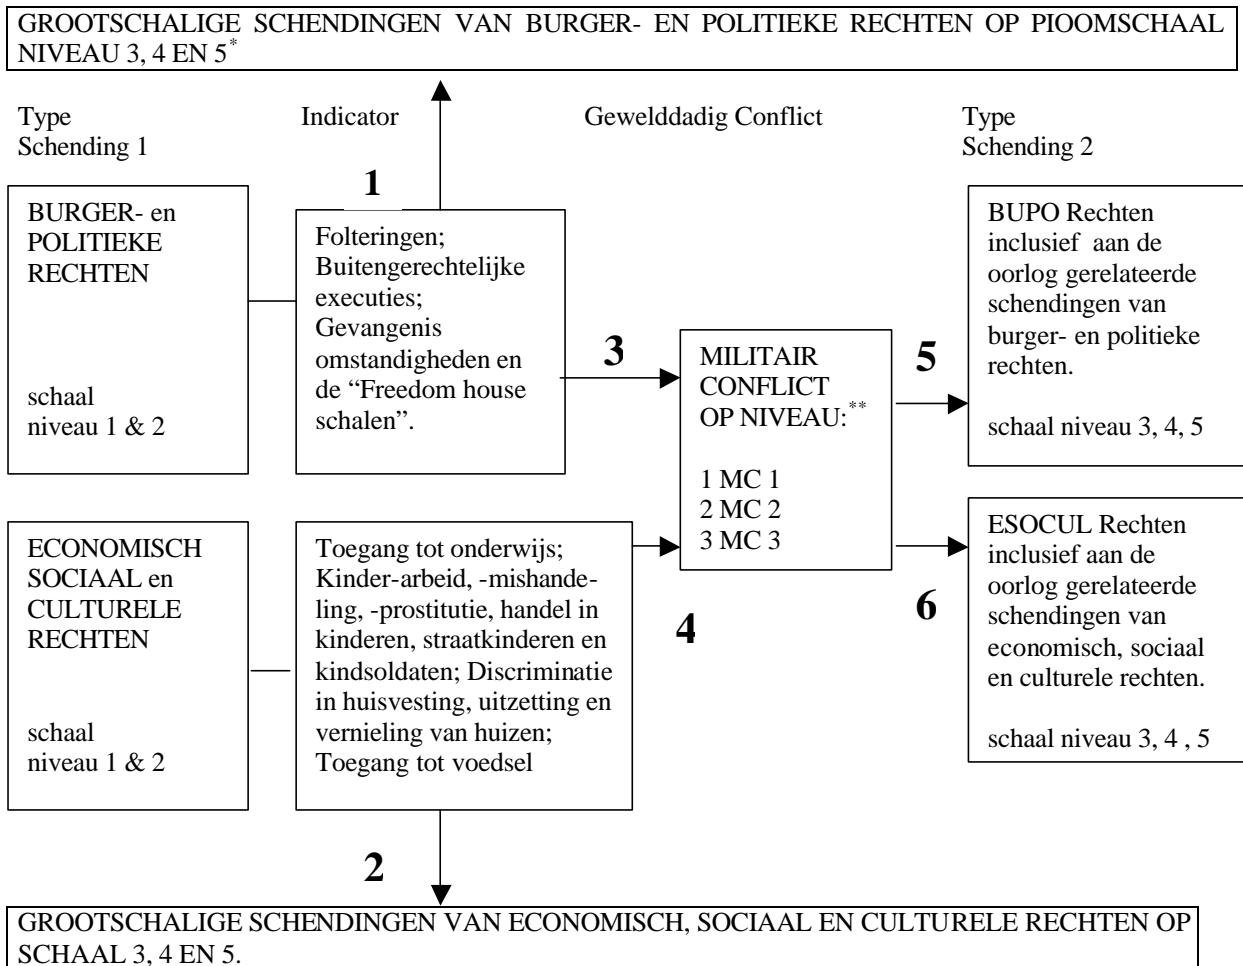 GROOTSCHALIGE SCHENDINGEN VAN BURGER- EN POLITIEKE RECHTEN OP PIOOMSCHAAL
NIVEAU 3, 4 EN 5*
Type
Schending 1
Indicator
Gewelddadig Conflict
Type
Schending 2
1
BURGER- en
POLITIEKE
RECHTEN
schaal
niveau 1 & 2
Folteringen;
Buitengerechtelijke
executies;
Gevangenis
omstandigheden en
de “Freedom house
schalen”.
3
MILITAIR
CONFLICT
OP NIVEAU:**
1 MC 1
2 MC 2
3 MC 3
5
BUPO Rechten
inclusief aan de
oorlog gerelateerde
schendingen van
burger- en politieke
rechten.
schaal niveau 3, 4, 5
ECONOMISCH
SOCIAAL en
CULTURELE
RECHTEN
schaal
niveau 1 & 2
Toegang tot onderwijs;
Kinder-arbeid, -mishande-
ling, -prostitutie, handel in
kinderen, straatkinderen en
kindsoldaten; Discriminatie
in huisvesting, uitzetting en
vernieling van huizen;
Toegang tot voedsel
4
6
ESOCUL Rechten
inclusief aan de
oorlog gerelateerde
schendingen van
economisch, sociaal
en culturele rechten.
schaal niveau 3, 4 , 5
2
GROOTSCHALIGE SCHENDINGEN VAN ECONOMISCH, SOCIAAL EN CULTURELE RECHTEN OP
SCHAAL 3, 4 EN 5.